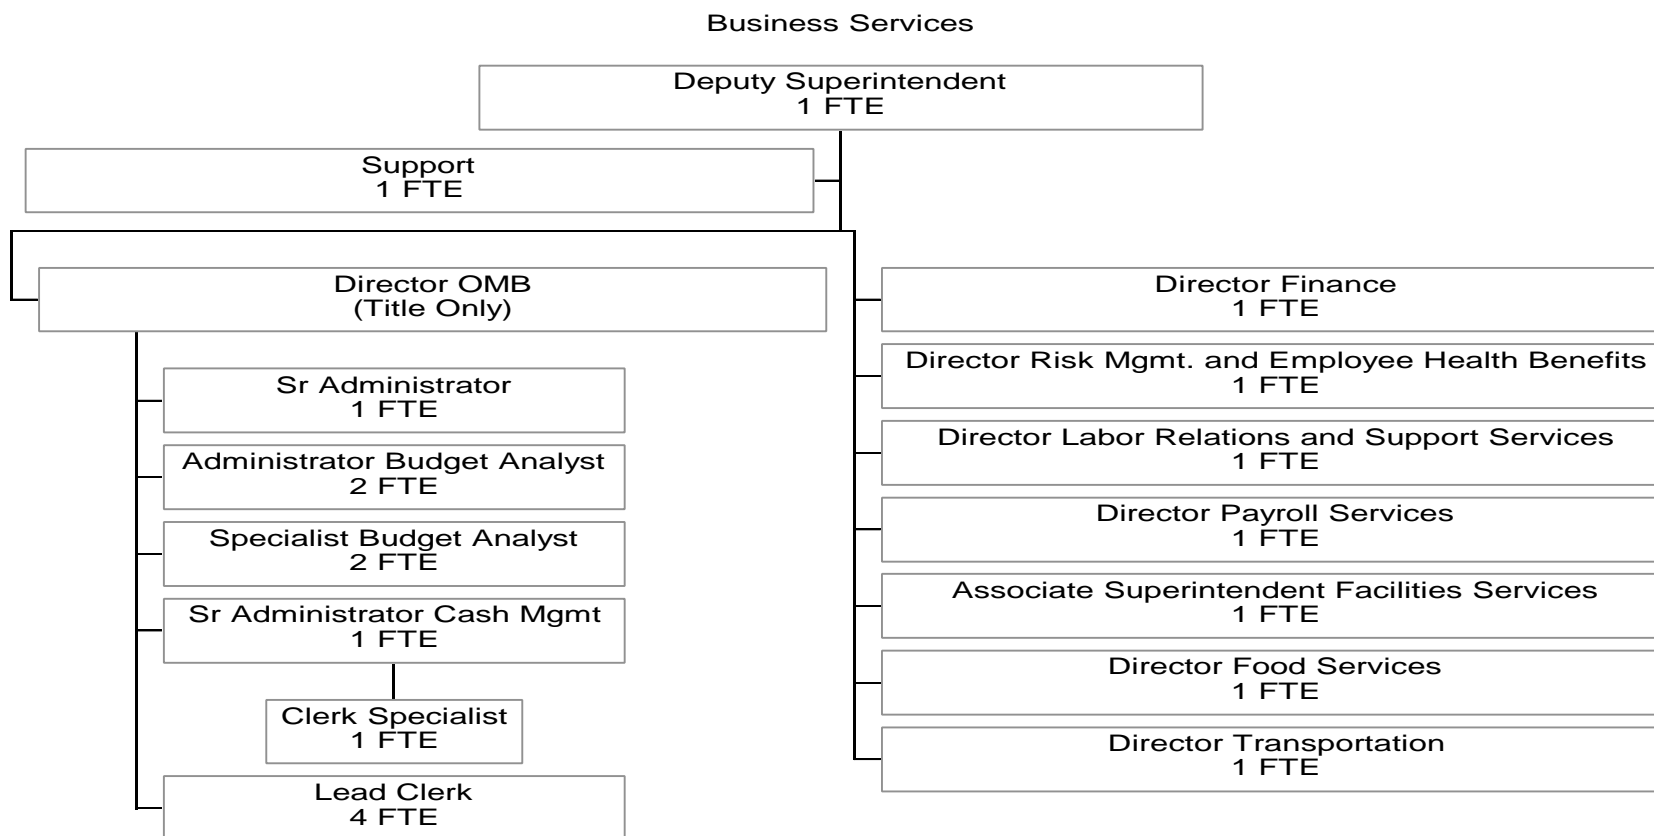 Business Services
Deputy Superintendent
1 FTE
Support
1 FTE
Director OMB
(Title Only)
Sr Administrator
1 FTE
Administrator Budget Analyst
2 FTE
Specialist Budget Analyst
2 FTE
Sr Administrator Cash Mgmt
1 FTE
Clerk Specialist
1 FTE
Lead Clerk
4 FTE
Director Finance
1 FTE
Director Risk Mgmt. and Employee Health Benefits
1 FTE
Director Labor Relations and Support Services
1 FTE
Director Payroll Services
1 FTE
Associate Superintendent Facilities Services
1 FTE
Director Food Services
1 FTE
Director Transportation
1 FTE